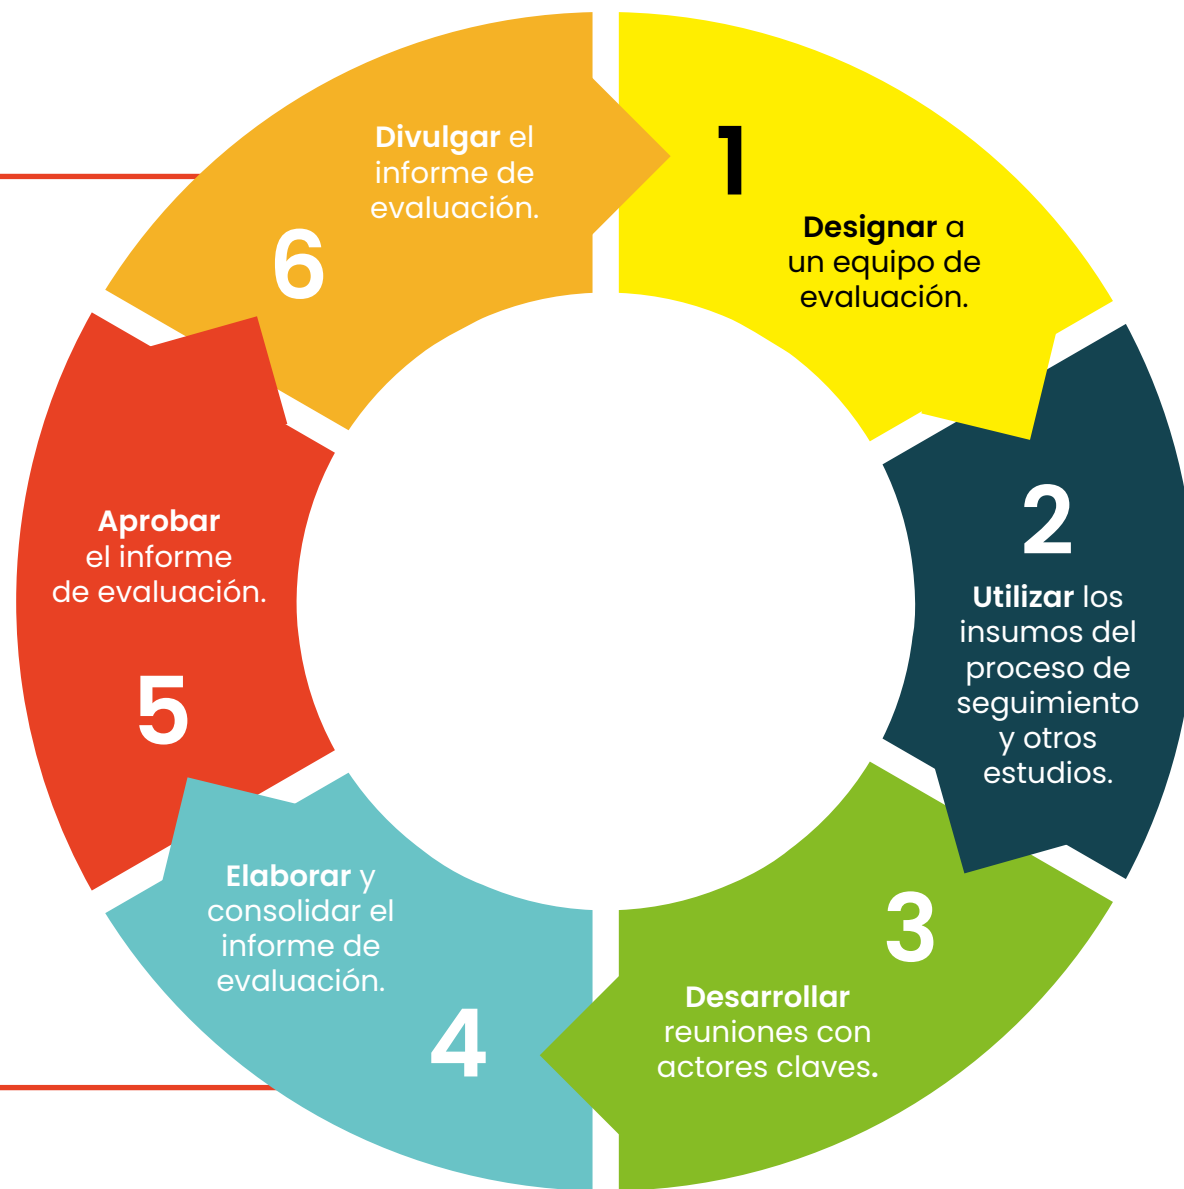 1
Designar a
un equipo de
evaluación.
2
Utilizar los
insumos del
proceso de
seguimiento
y otros
estudios.
3
Desarrollar
reuniones con
actores claves.
4
Elaborar y
consolidar el
informe de
evaluación.
5
Aprobar
el informe
de evaluación.
6
Divulgar el
informe de
evaluación.